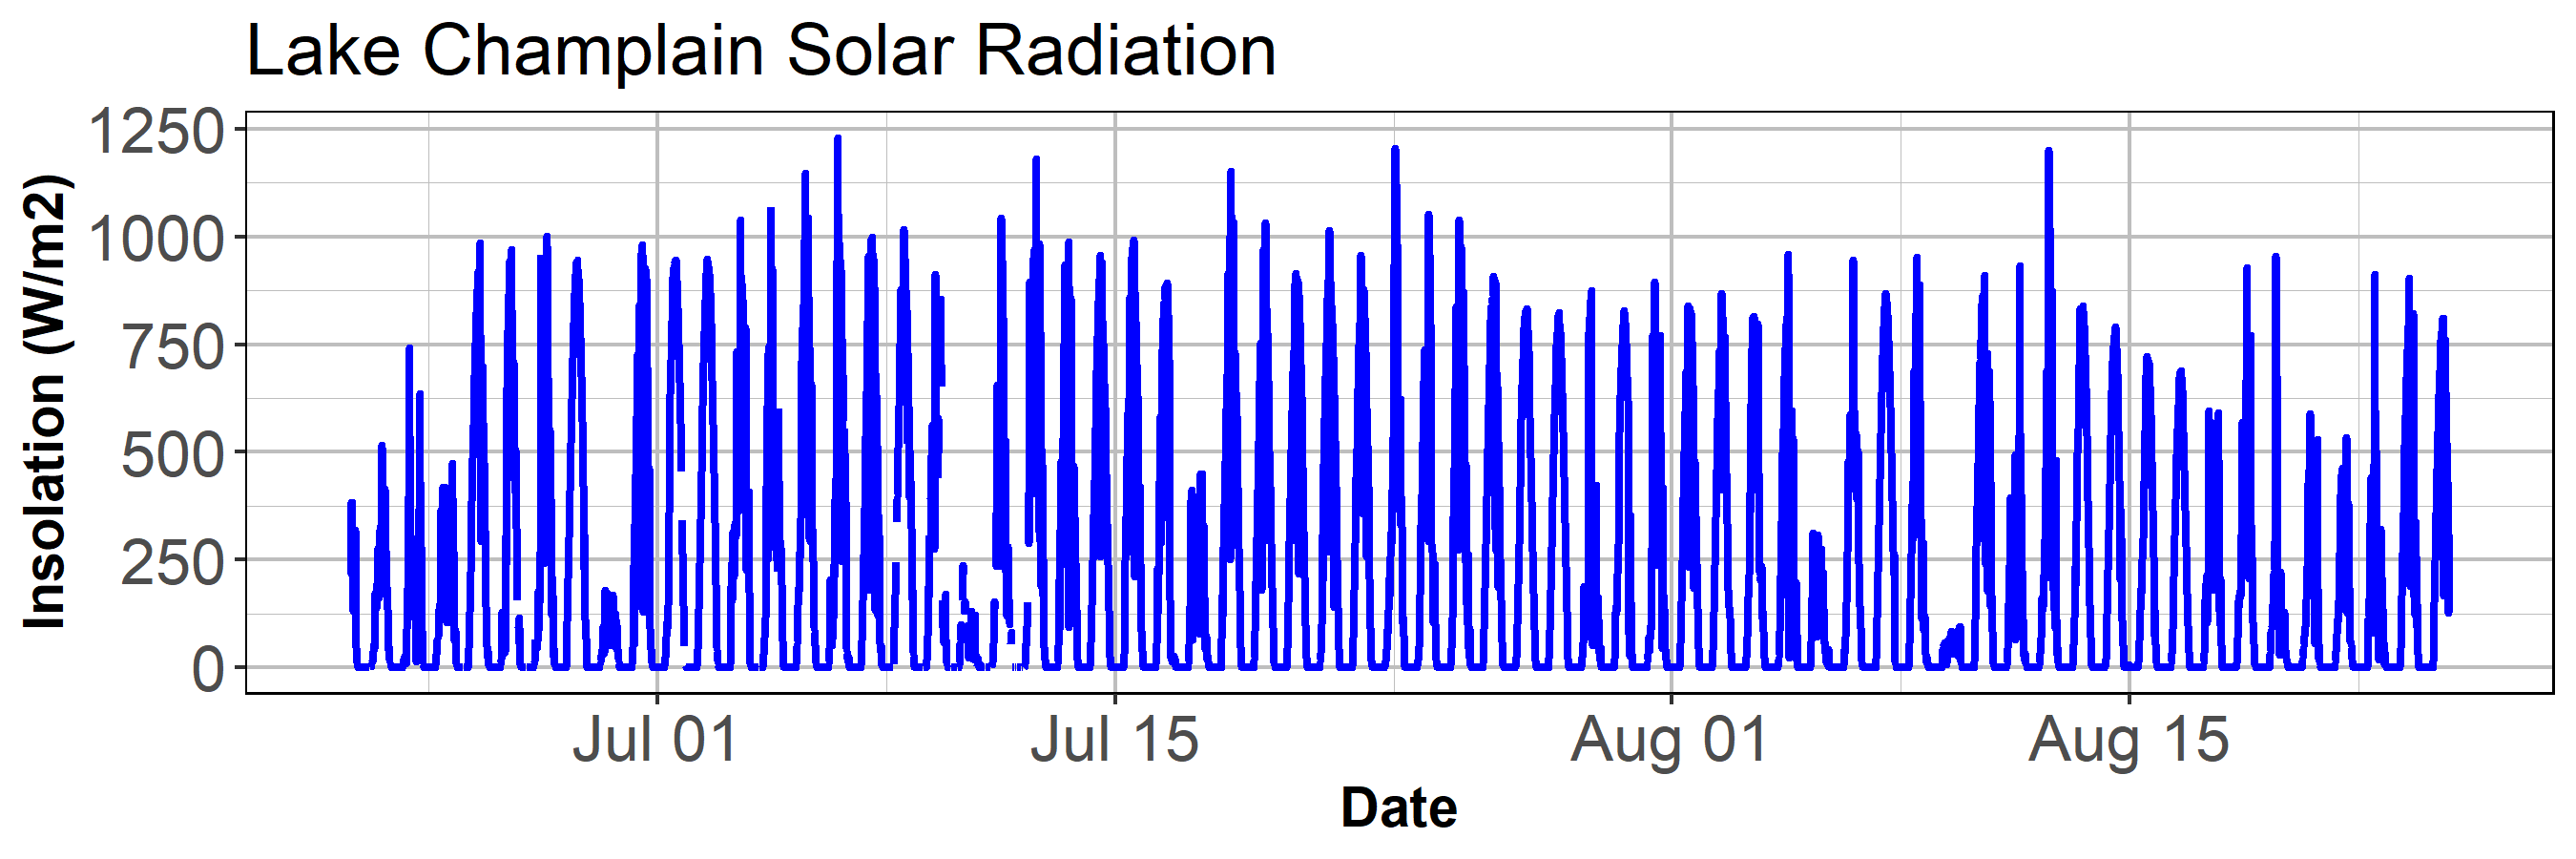 Lake Champlain Solar Radiation
Insolation (W/m2)
1250
1000
750
500
250
0
Jul 01 Jul 15 Aug 01 Aug 15
Date